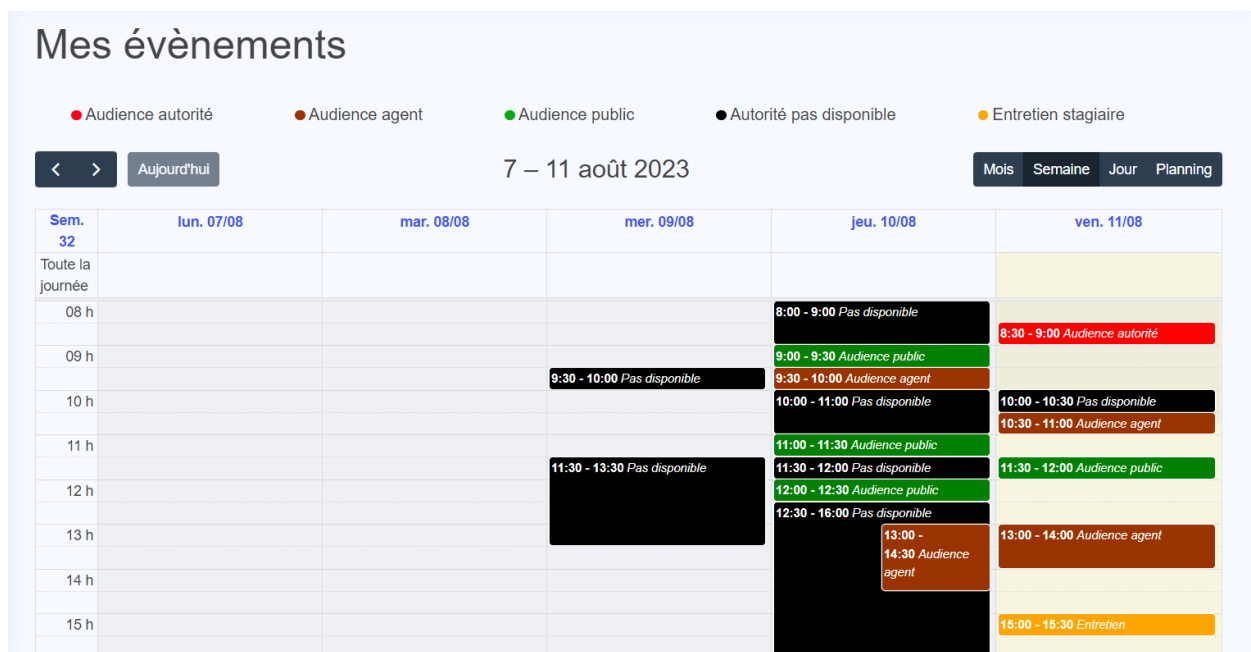 Mes évènements
Audience autorité
Audience agent
Audience public
Autorité pas disponible
Entretien stagiaire
Aujourd'hui
7 – 11 août 2023
Mois Semaine Jour Planning
Sem.
32
lun. 07/08
mar. 08/08
mer. 09/08
jeu. 10/08
ven. 11/08
Toute la
journée
08 h
09 h
10 h
11 h
12 h
13 h
14 h
15 h
9:30 - 10:00 Pas disponible
11:30 - 13:30 Pas disponible
8:00 - 9:00 Pas disponible
9:00 - 9:30 Audience public
9:30 - 10:00 Audience agent
10:00 - 11:00 Pas disponible
11:00 - 11:30 Audience public
11:30 - 12:00 Pas disponible
12:00 - 12:30 Audience public
12:30 - 16:00 Pas disponible
13:00 -
14:30 Audience
agent
8:30 - 9:00 Audience autorité
10:00 - 10:30 Pas disponible
10:30 - 11:00 Audience agent
11:30 - 12:00 Audience public
13:00 - 14:00 Audience agent
15:00 - 15:30 Entretien